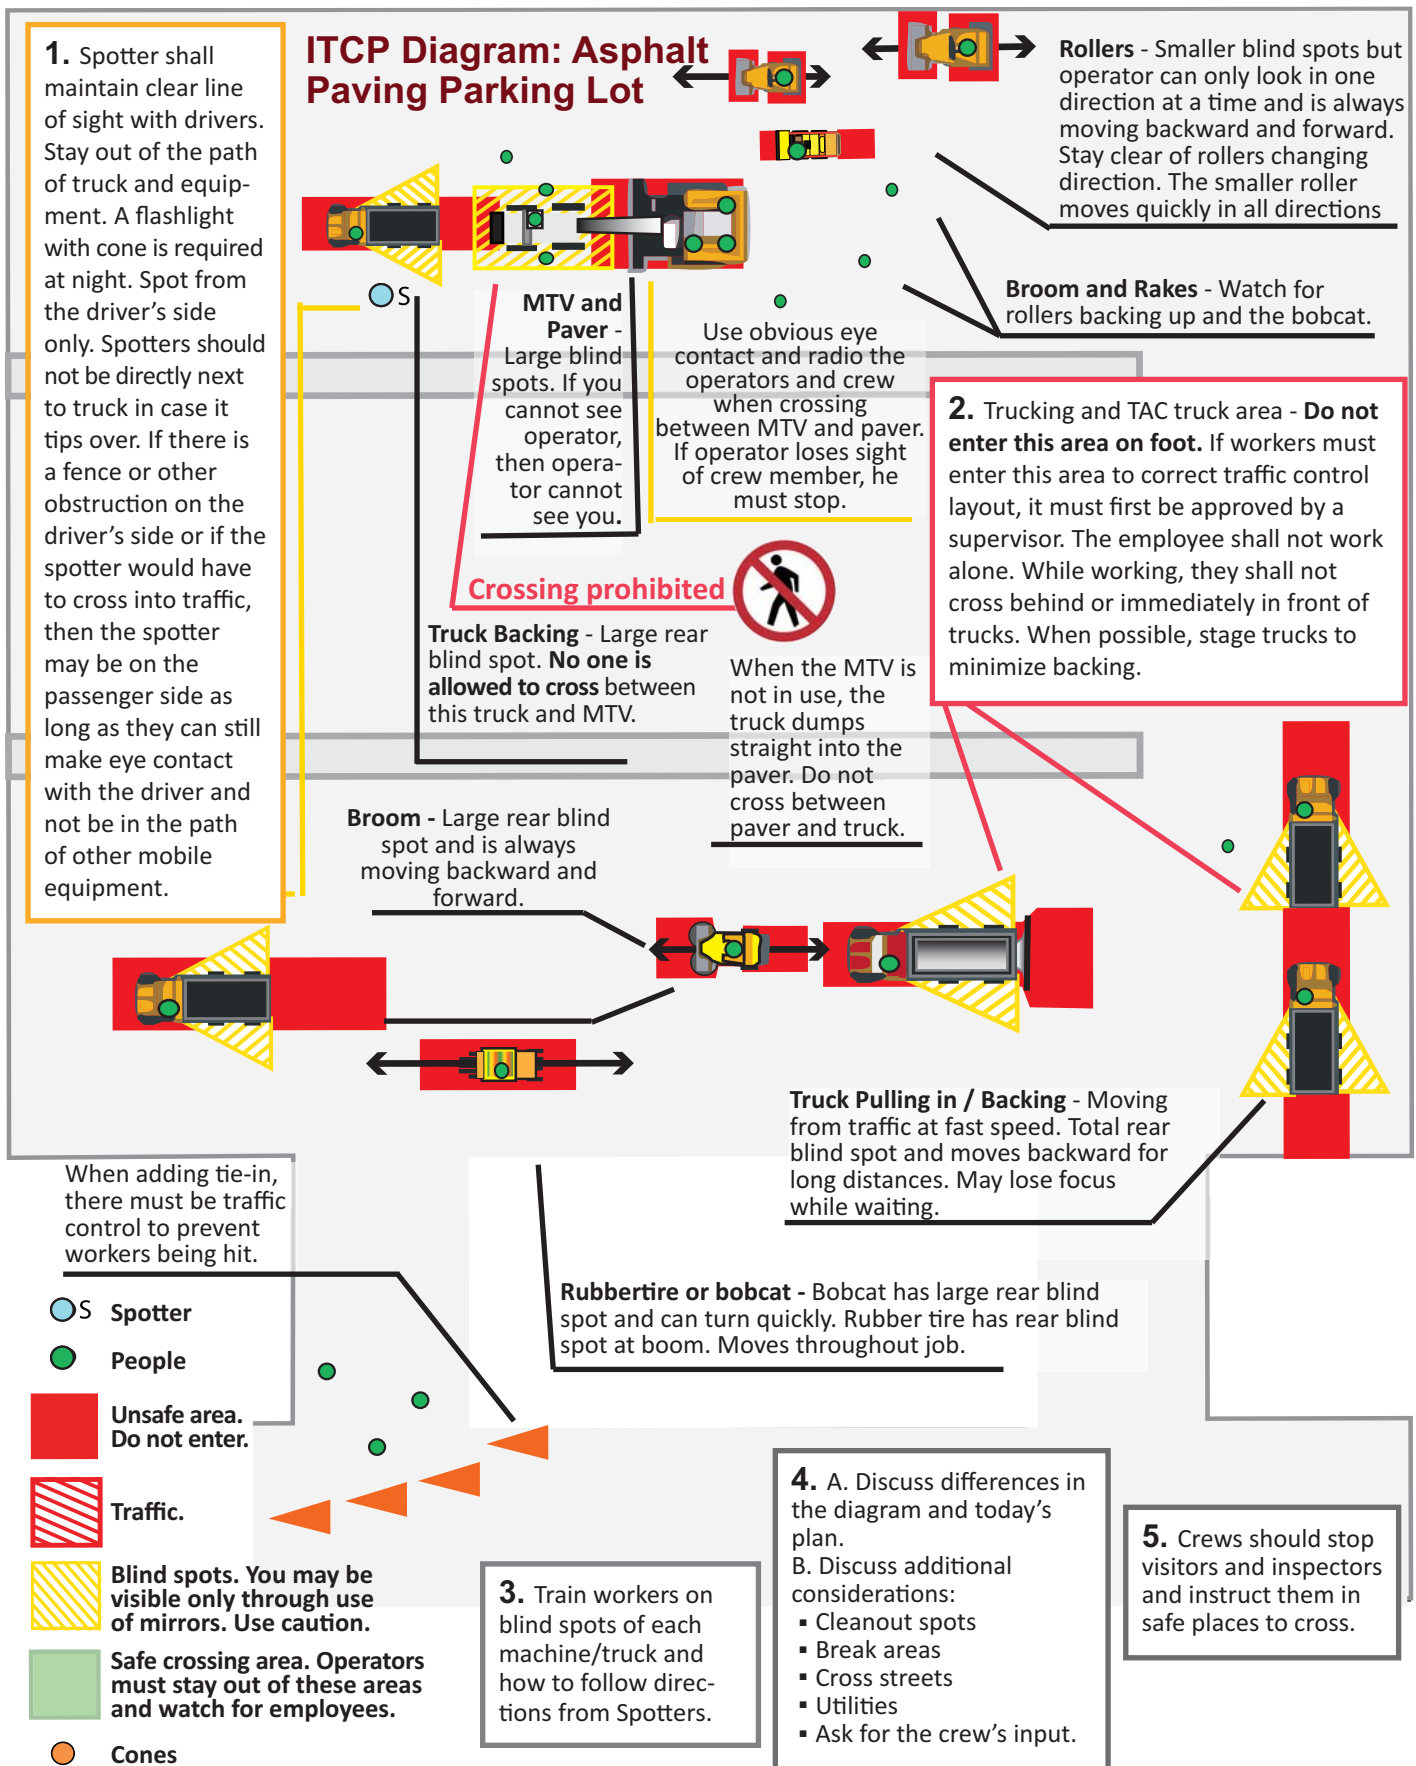 ITCP Diagram: Asphalt
Paving Parking Lot
1. Spotter shall
maintain clear line
of sight with drivers.
Stay out of the path
of truck and equip-
ment. A flashlight
with cone is required
at night. Spot from
the driver's side
only. Spotters should
not be directly next
to truck in case it
tips over. If there is
a fence or other
obstruction on the
driver's side or if the
spotter would have
to cross into traffic,
then the spotter
may be on the
passenger side as
long as they can still
make eye contact
with the driver and
not be in the path
of other mobile
equipment.
Rollers - Smaller blind spots but
operator can only look in one
direction at a time and is always
moving backward and forward.
Stay clear of rollers changing
direction. The smaller roller
moves quickly in all directions
S
Broom and Rakes - Watch for
rollers backing up and the bobcat.
MTV and
Paver -
Large blind
spots. If you
cannot see
operator,
then opera-
tor cannot
see you.
Use obvious eye
contact and radio the
operators and crew
when crossing
between MTV and paver.
If operator loses sight
of crew member, he
must stop.
2. Trucking and TAC truck area - Do not
enter this area on foot. If workers must
enter this area to correct traffic control
layout, it must first be approved by a
supervisor. The employee shall not work
alone. While working, they shall not
cross behind or immediately in front of
trucks. When possible, stage trucks to
minimize backing.
Crossing prohibited
Truck Backing - Large rear
blind spot. No one is
allowed to cross between
this truck and MTV.
When the MTV is
not in use, the
truck dumps
straight into the
paver. Do not
cross between
paver and truck.
Broom - Large rear blind
spot and is always
moving backward and
forward.
Truck Pulling in / Backing - Moving
from traffic at fast speed. Total rear
blind spot and moves backward for
long distances. May lose focus
while waiting.
When adding tie-in,
there must be traffic
control to prevent
workers being hit.
Rubbertire or bobcat - Bobcat has large rear blind
spot and can turn quickly. Rubber tire has rear blind
spot at boom. Moves throughout job.
S Spotter
People
Unsafe area.
Do not enter.
Traffic.
Blind spots. You may be
visible only through use
of mirrors. Use caution.
Safe crossing area. Operators
must stay out of these areas
and watch for employees.
Cones
3. Train workers on
blind spots of each
machine/truck and
how to follow direc-
tions from Spotters.
4. A. Discuss differences in
the diagram and today's
plan.
B. Discuss additional
considerations:
▪ Cleanout spots
▪ Break areas
▪ Cross streets
▪ Utilities
▪ Ask for the crew's input.
5. Crews should stop
visitors and inspectors
and instruct them in
safe places to cross.